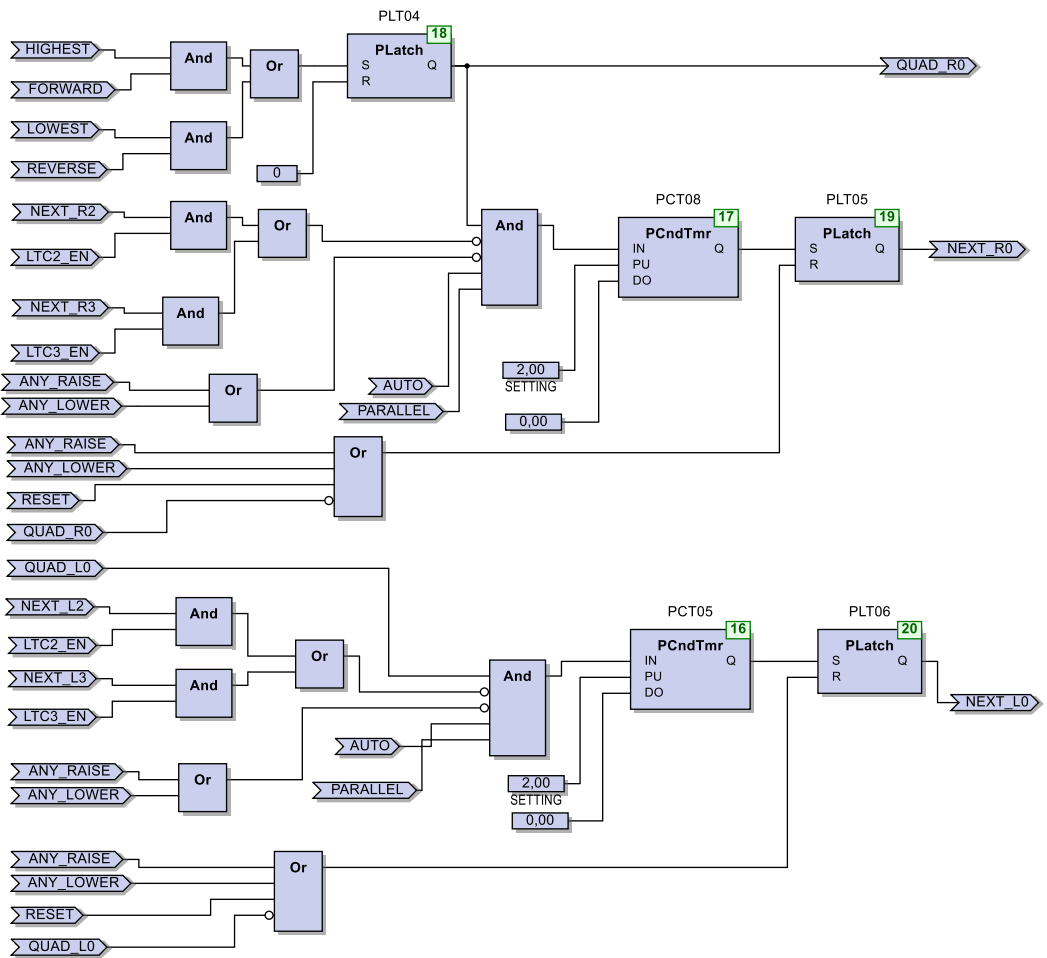 PLT04
18
HIGHEST
And
Or
PLatch
S
Q
R
QUAD_R0
FORWARD
LOWEST
And
REVERSE
0
NEXT_R2
And
Or
LTC2_EN
NEXT_R3
And
LTC3_EN
And
PCT08
17
PCndTmr
IN
Q
PU
DO
PLT05
19
PLatch
S
Q
R
NEXT_R0
2,00
SETTING
0,00
ANY_RAISE
Or
ANY_LOWER
AUTO
PARALLEL
ANY_RAISE
Or
ANY_LOWER
RESET
QUAD_R0
QUAD_L0
NEXT_L2
And
LTC2_EN
Or
NEXT_L3
And
LTC3_EN
And
PCT05
16
PCndTmr
IN
Q
PU
DO
PLT06
20
PLatch
S
Q
R
NEXT_L0
AUTO
ANY_RAISE
Or
ANY_LOWER
PARALLEL
2,00
SETTING
0,00
ANY_RAISE
Or
ANY_LOWER
RESET
QUAD_L0